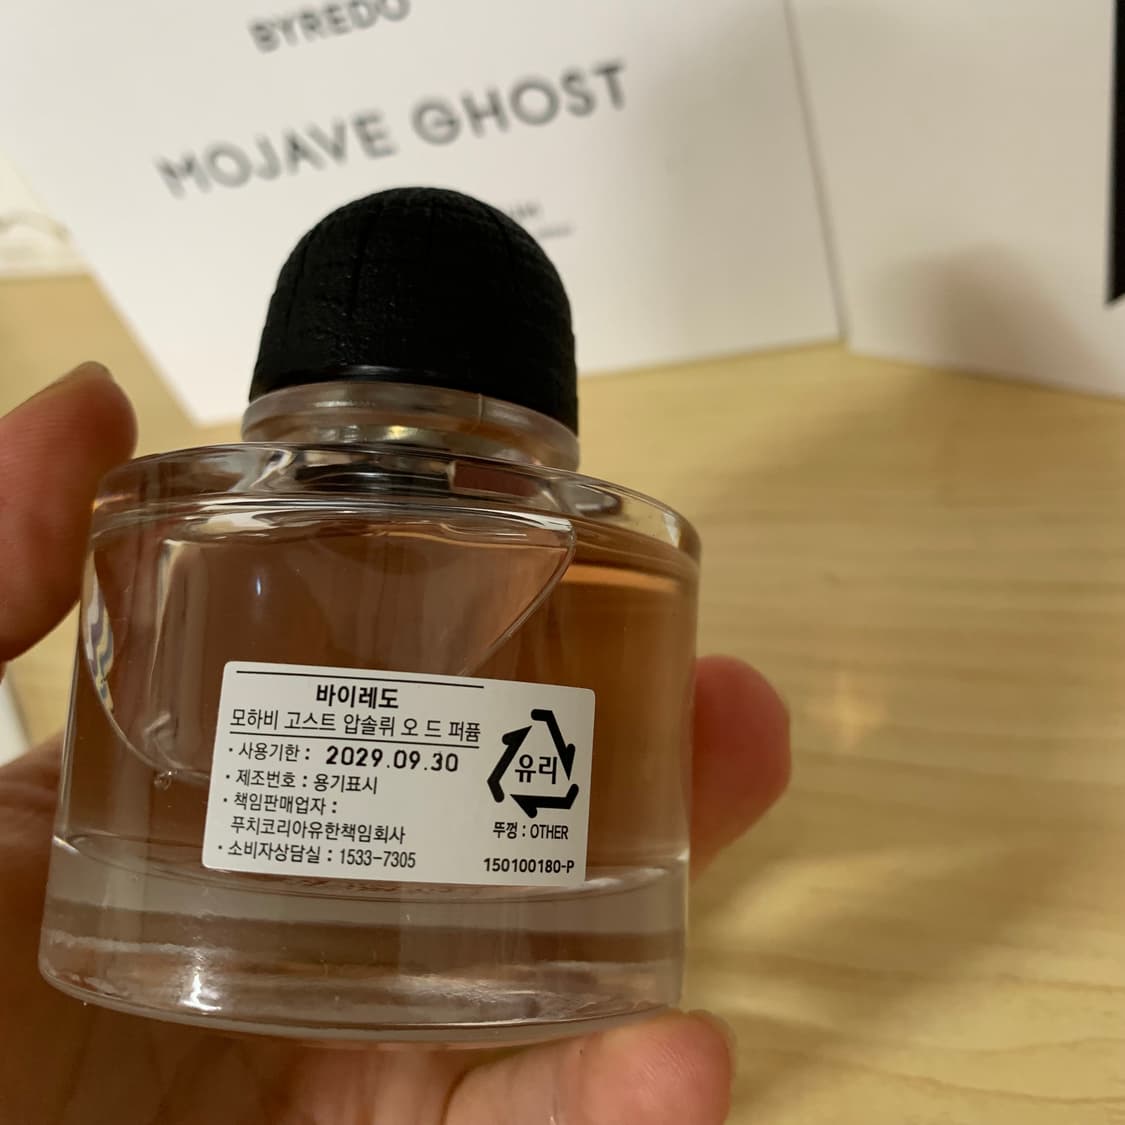 BYREDO
MOJAVE GHOST
바이레도
모하비 고스트 압솔뤼 오 드 퍼퓸
· 사용기한 : 2029.09.30
· 제조번호 : 용기표시
· 책임판매업자 :
푸치코리아유한책임회사
· 소비자상담실 : 1533-7305
유리
뚜껑 : OTHER
150100180-P